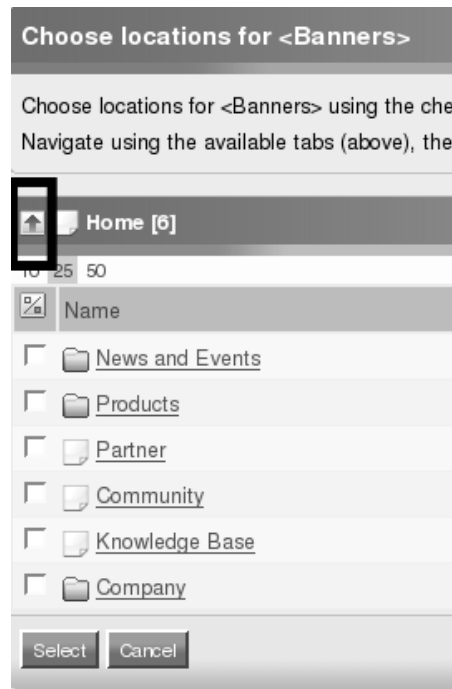 Choose locations for <Banners>
Choose locations for <Banners> using the che
Navigate using the available tabs (above), the
Home [6]
10 25 50
Name
News and Events
Products
Partner
Community
Knowledge Base
Company
Select Cancel